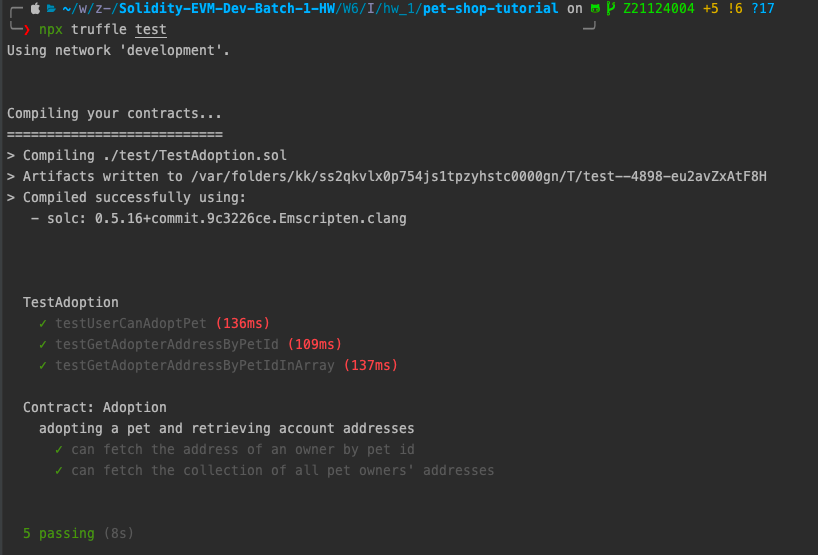 ~/w/z-/Solidity-EVM-Dev-Batch-1-HW/W6/I/hw_1/pet-shop-tutorial on Z21124004 +5 !6 ?17
❯ npx truffle test
Using network 'development'.
Compiling your contracts...
===========================
> Compiling ./test/TestAdoption.sol
> Artifacts written to /var/folders/kk/ss2qkvlx0p754js1tpzyhstc0000gn/T/test--4898-eu2avZxAtF8H
> Compiled successfully using:
- solc: 0.5.16+commit.9c3226ce.Emscripten.clang
TestAdoption
✓ testUserCanAdoptPet (136ms)
✓ testGetAdopterAddressByPetId (109ms)
✓ testGetAdopterAddressByPetIdInArray (137ms)
Contract: Adoption
adopting a pet and retrieving account addresses
✓ can fetch the address of an owner by pet id
✓ can fetch the collection of all pet owners' addresses
5 passing (8s)